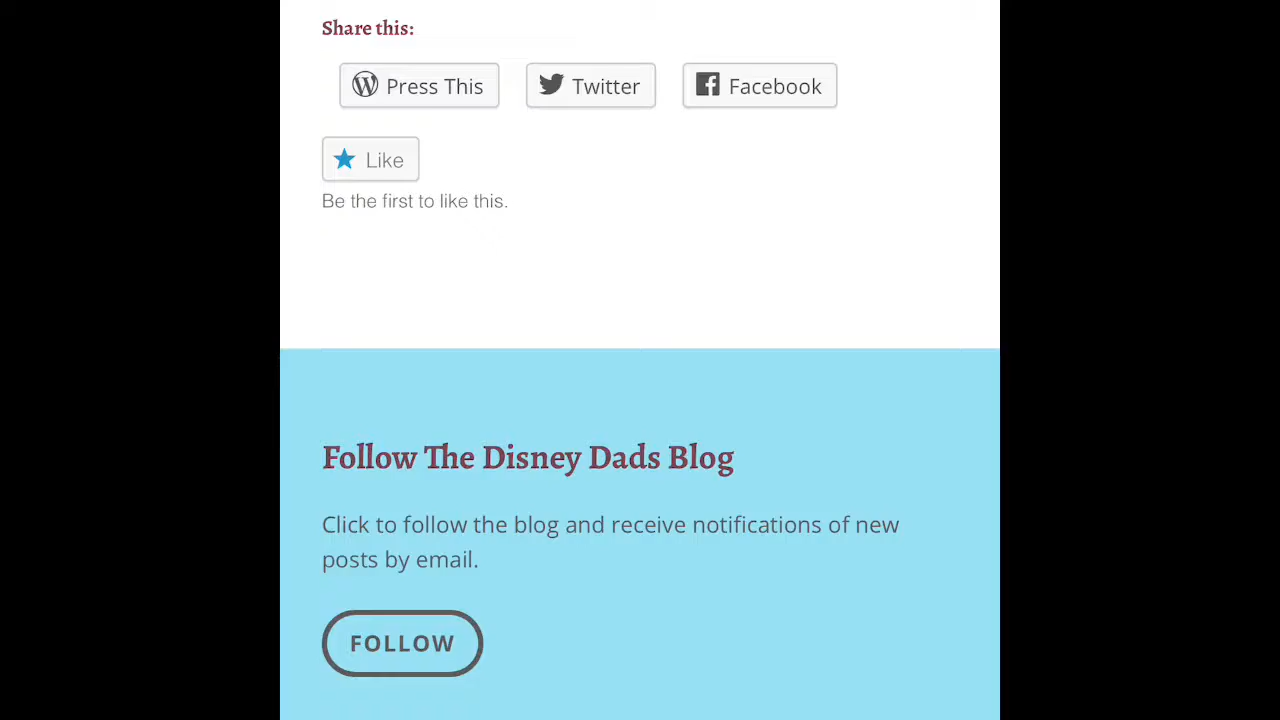 Share this:
Press This Twitter Facebook
Like
Be the first to like this.
Follow The Disney Dads Blog
Click to follow the blog and receive notifications of new
posts by email.
FOLLOW